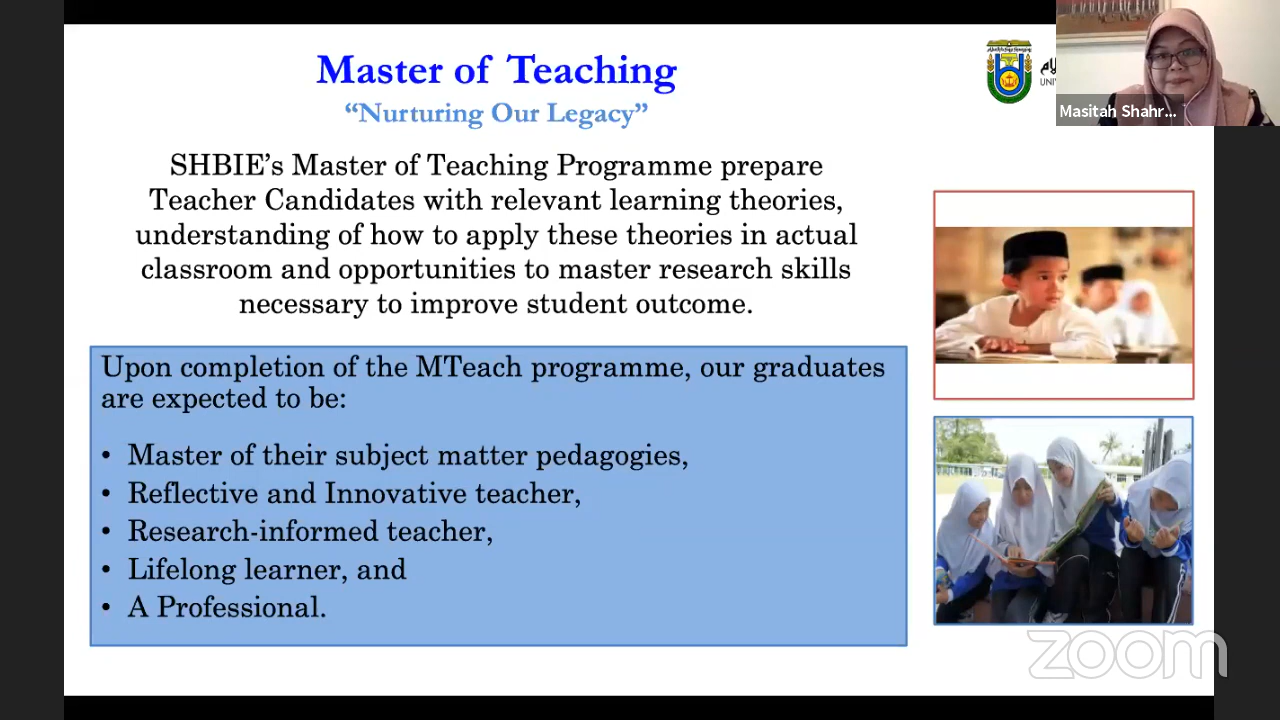 Master of Teaching
“Nurturing Our Legacy”
SHBIE’s Master of Teaching Programme prepare
Teacher Candidates with relevant learning theories,
understanding of how to apply these theories in actual
classroom and opportunities to master research skills
necessary to improve student outcome.
Upon completion of the MTeach programme, our graduates
are expected to be:
• Master of their subject matter pedagogies,
• Reflective and Innovative teacher,
• Research-informed teacher,
• Lifelong learner, and
• A Professional.
UNIV
Masitah Shahr...
zoom